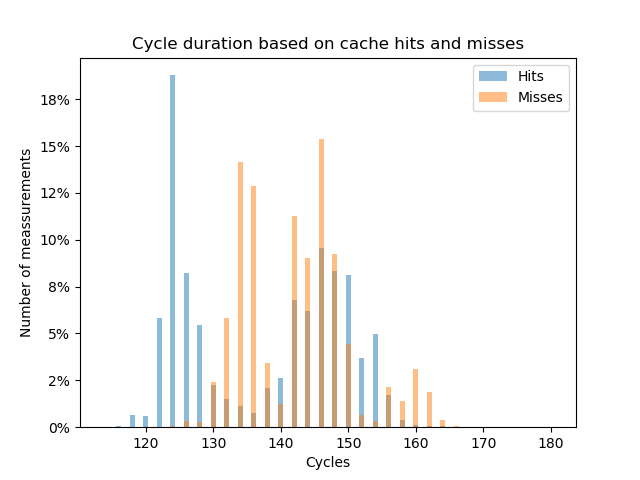 Cycle duration based on cache hits and misses
Hits
Misses
Number of meassurements
18%
15%
12%
10%
8%
5%
2%
0%
120 130 140 150 160 170 180
Cycles